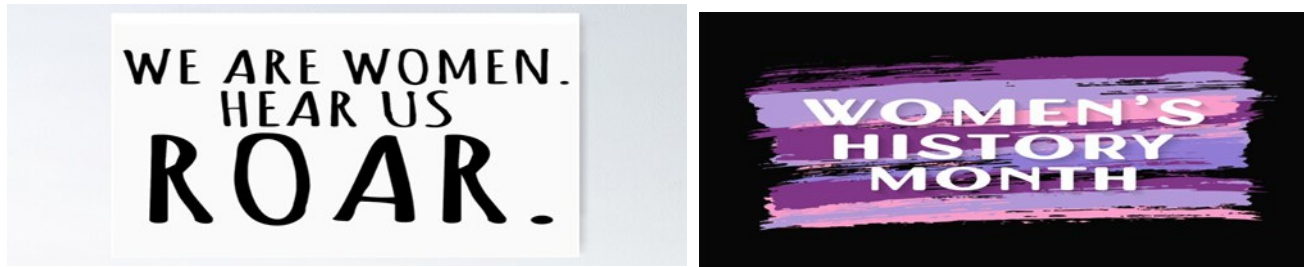 WE ARE WOMEN.
HEAR US
ROAR.
WOMEN'S
HISTORY
MONTH